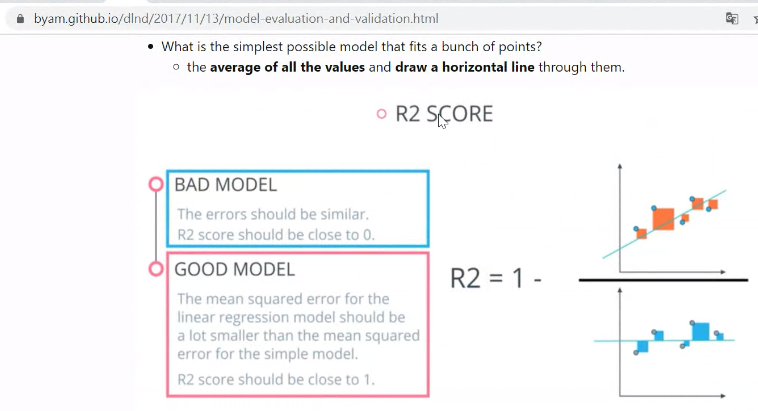 byam.github.io/dlnd/2017/11/13/model-evaluation-and-validation.html
What is the simplest possible model that fits a bunch of points?
the average of all the values and draw a horizontal line through them.
R2 SCORE
BAD MODEL
The errors should be similar.
R2 score should be close to 0.
GOOD MODEL
The mean squared error for the
linear regression model should be
a lot smaller than the mean squared
error for the simple model.
R2 score should be close to 1.
R2 = 1 -